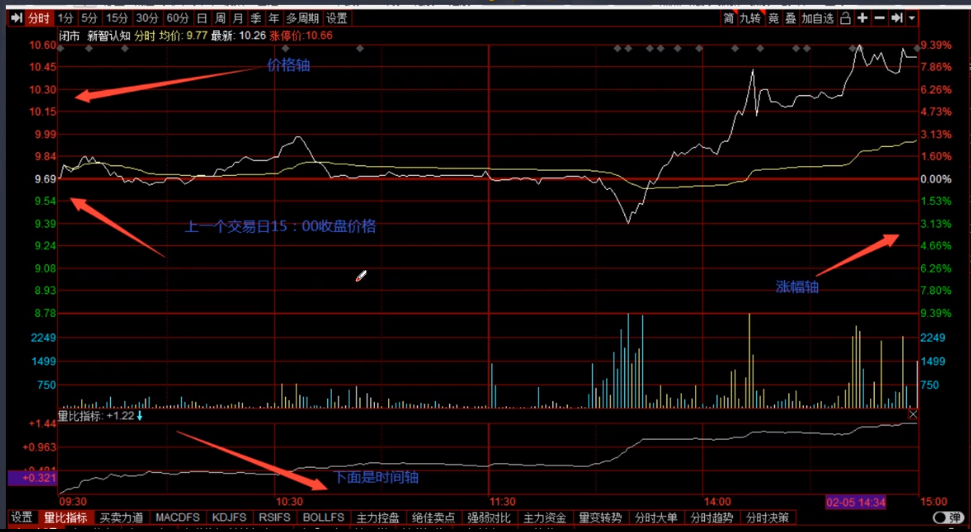 分时 1分 5分 15分 30分 60分 日 周 月 季 年 多周期 设置 简 九转 竞 叠 加自选
闭市 新智认知 分时 均价: 9.77 最新: 10.26 涨停价:10.66
10.60 9.39%
价格轴
10.45 7.86%
10.30 6.26%
10.15 4.73%
9.99 3.13%
9.84 1.60%
9.69 0.00%
9.54 1.53%
9.39 上一个交易日15：00收盘价格 3.13%
9.24 4.66%
9.08 6.26%
涨幅轴
8.93 7.80%
8.78 9.39%
2249 2249
1499 1499
750 750
量比指标: +1.22
+1.44
+0.963
+0.321 下面是时间轴
09:30 10:30 11:30 14:00 02-05 14:34 15:00
设置 量比指标 买卖力道 MACDFS KDJFS RSIFS BOLLFS 主力控盘 绝佳卖点 强弱对比 主力资金 量变转势 分时大单 分时趋势 分时决策 弹